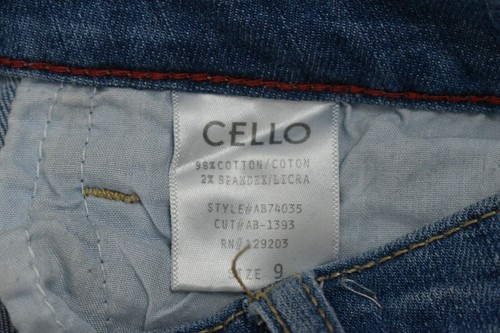 CELLO
98%COTTON/COTON
2% SPANDEX/LICRA
STYLE#AB74035
CUT#AB-1393
RN#129203
SIZE 9